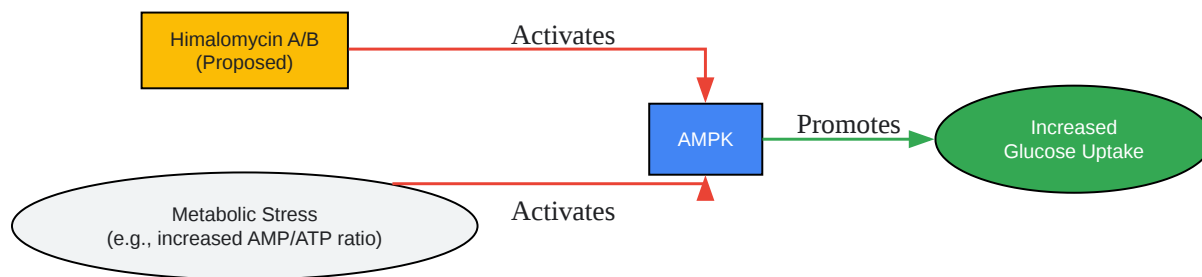 Himalomycin A/B
(Proposed)
Activates
AMPK
Promotes
Increased
Glucose Uptake
Metabolic Stress
(e.g., increased AMP/ATP ratio)
Activates